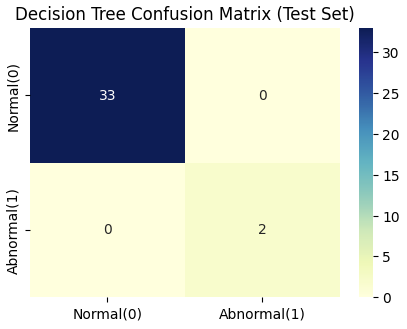 Decision Tree Confusion Matrix (Test Set)
Normal(0)
33
0
Abnormal(1)
0
2
Normal(0)
Abnormal(1)
30
25
20
15
10
5
0